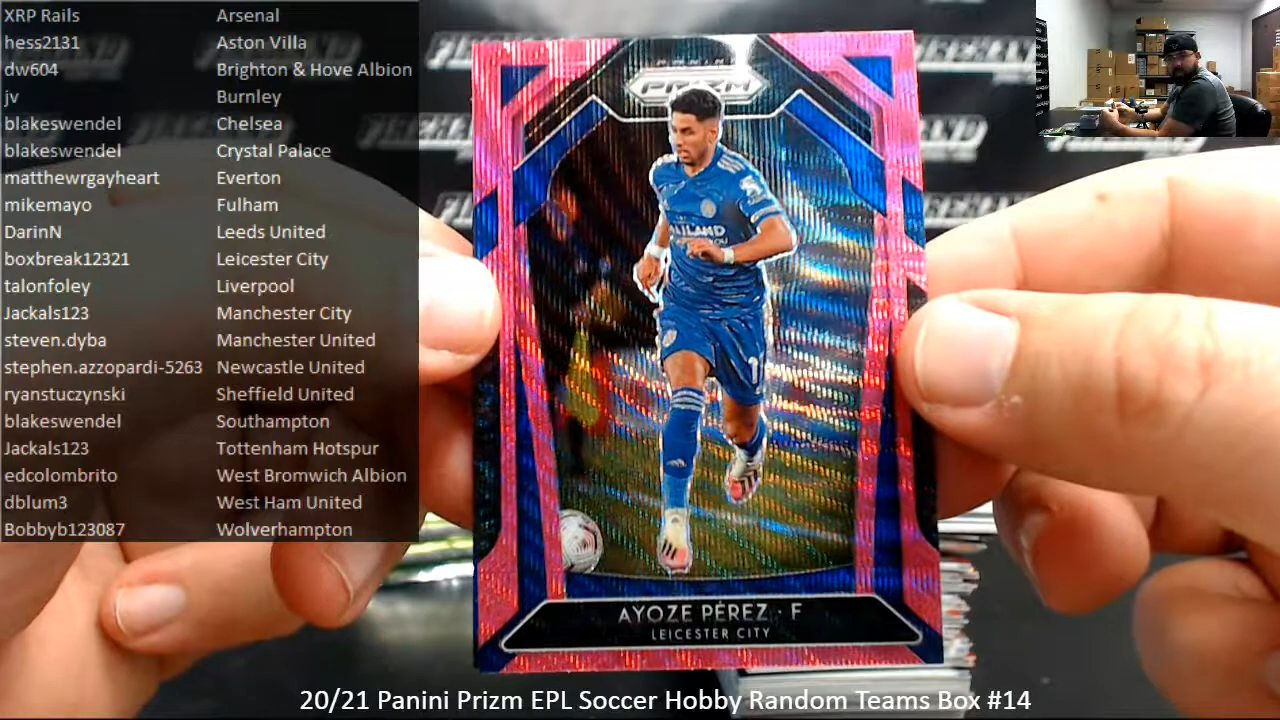 XRP Rails Arsenal
hess2131 Aston Villa
dw604 Brighton & Hove Albion
jv Burnley
blakeswendel Chelsea
blakeswendel Crystal Palace
matthewrgayheart Everton
mikemayo Fulham
DarinN Leeds United
boxbreak12321 Leicester City
talonfoley Liverpool
Jackals123 Manchester City
steven.dyba Manchester United
stephen.azzopardi-5263 Newcastle United
ryanstuczynski Sheffield United
blakeswendel Southampton
Jackals123 Tottenham Hotspur
edcolombrito West Bromwich Albion
dblum3 West Ham United
Bobbyb123087 Wolverhampton
PANINI
PRIZM
AYOZE PÉREZ · F
LEICESTER CITY
20/21 Panini Prizm EPL Soccer Hobby Random Teams Box #14